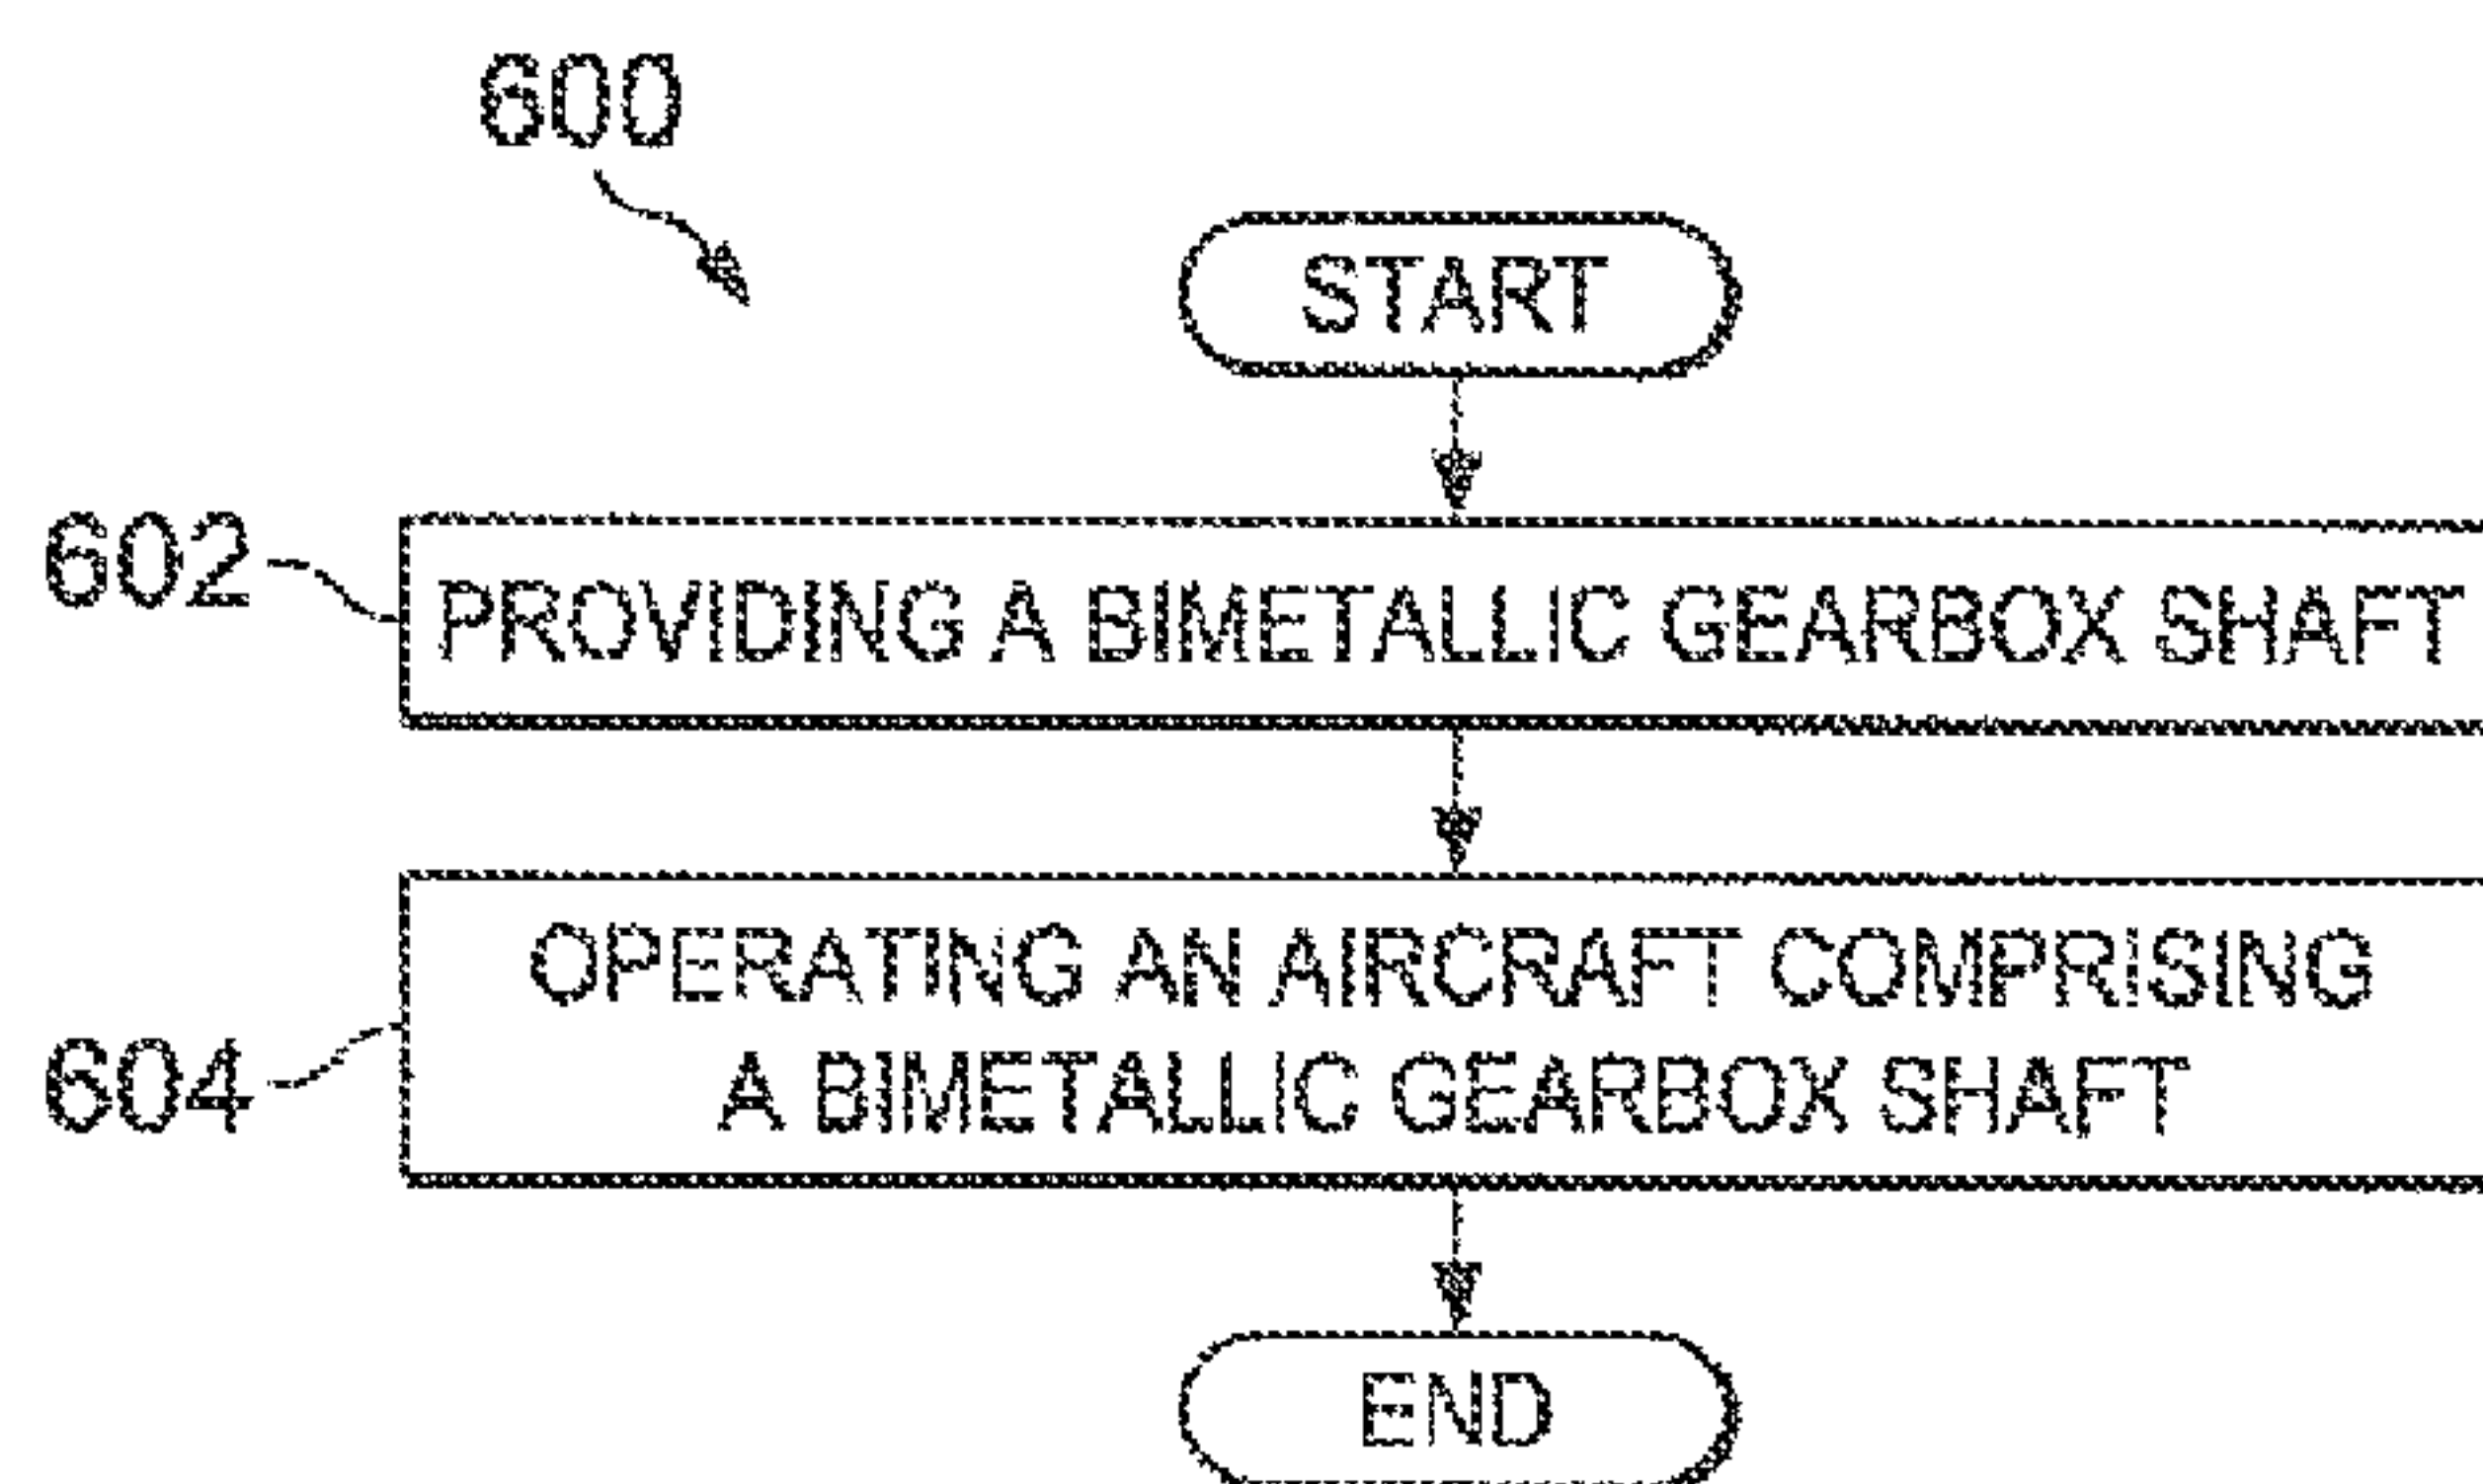 600
START
602
PROVIDING A BIMETALLIC GEARBOX SHAFT
OPERATING AN AIRCRAFT COMPRISING
A BIMETALLIC GEARBOX SHAFT
604
END